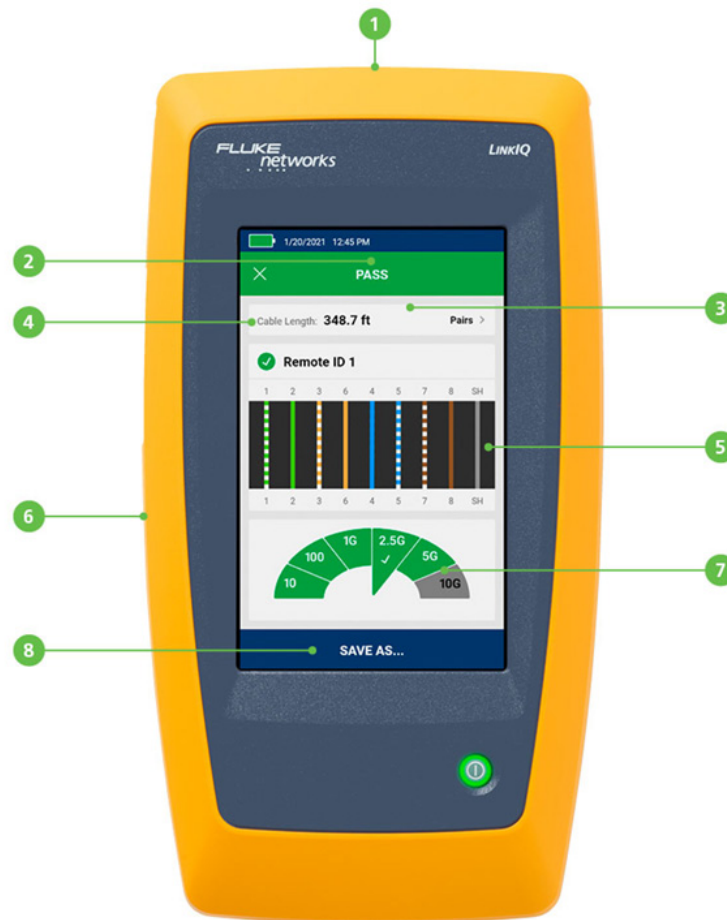 1
FLUKE
networks
LINKIQ
1/20/2021 12:45 PM
2
PASS
3
4
Cable Length: 348.7 ft Pairs >
Remote ID 1
1 2 3 6 4 5 7 8 SH
5
1 2 3 6 4 5 7 8 SH
6
10 100 1G 2.5G 5G 10G
7
8
SAVE AS...